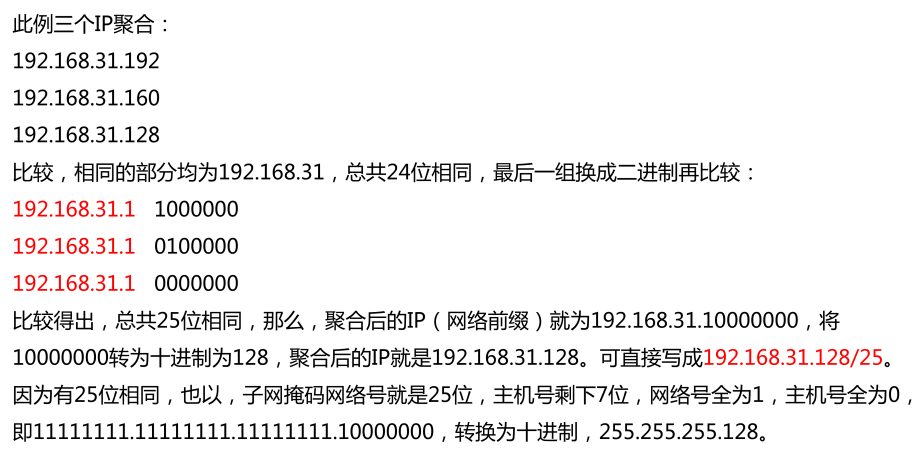 此例三个IP聚合：
192.168.31.192
192.168.31.160
192.168.31.128
比较，相同的部分均为192.168.31，总共24位相同，最后一组换成二进制再比较：
192.168.31.1 1000000
192.168.31.1 0100000
192.168.31.1 0000000
比较得出，总共25位相同，那么，聚合后的IP（网络前缀）就为192.168.31.10000000，将
10000000转为十进制为128，聚合后的IP就是192.168.31.128。可直接写成192.168.31.128/25。
因为有25位相同，也以，子网掩码网络号就是25位，主机号剩下7位，网络号全为1，主机号全为0，
即11111111.11111111.11111111.10000000，转换为十进制，255.255.255.128。